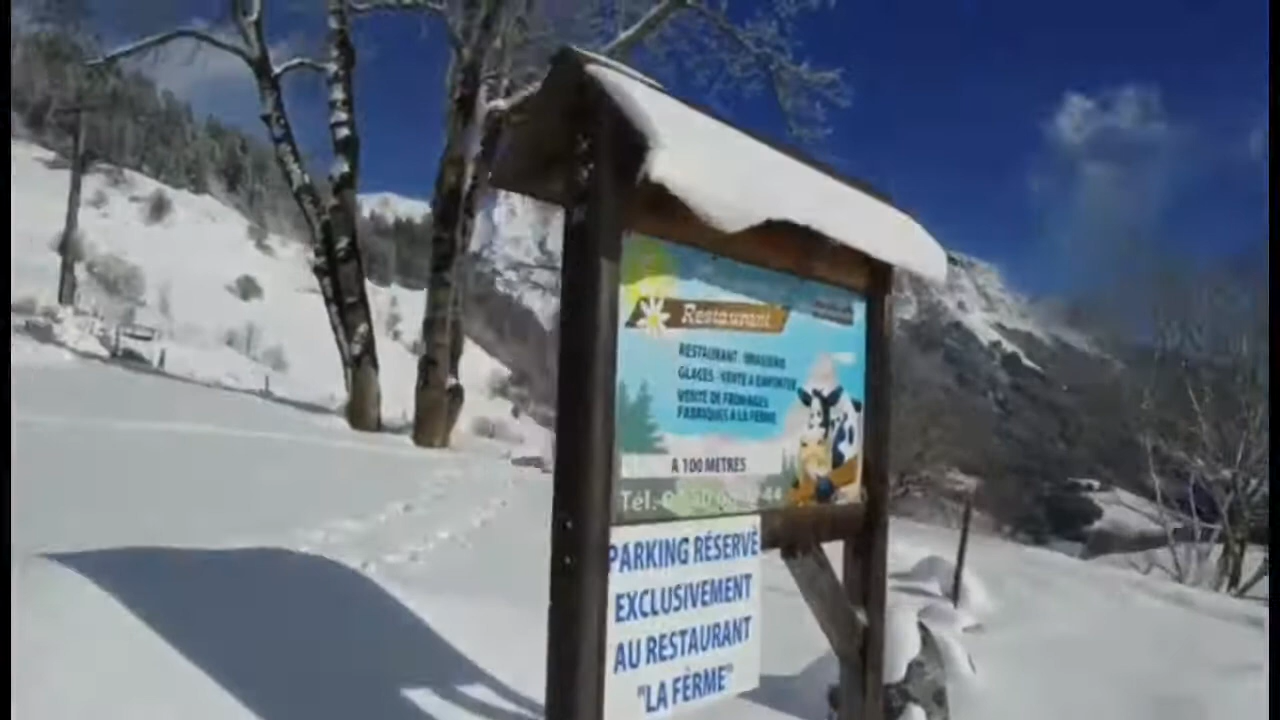 Restaurant
RESTAURANT - BRASSERIE
GLACES - VENTE A EMPORTER
VENTE DE FROMAGES
FABRIQUES A LA FERME
A 100 METRES
Tél.
PARKING RÉSERVÉ
EXCLUSIVEMENT
AU RESTAURANT
"LA FERME"